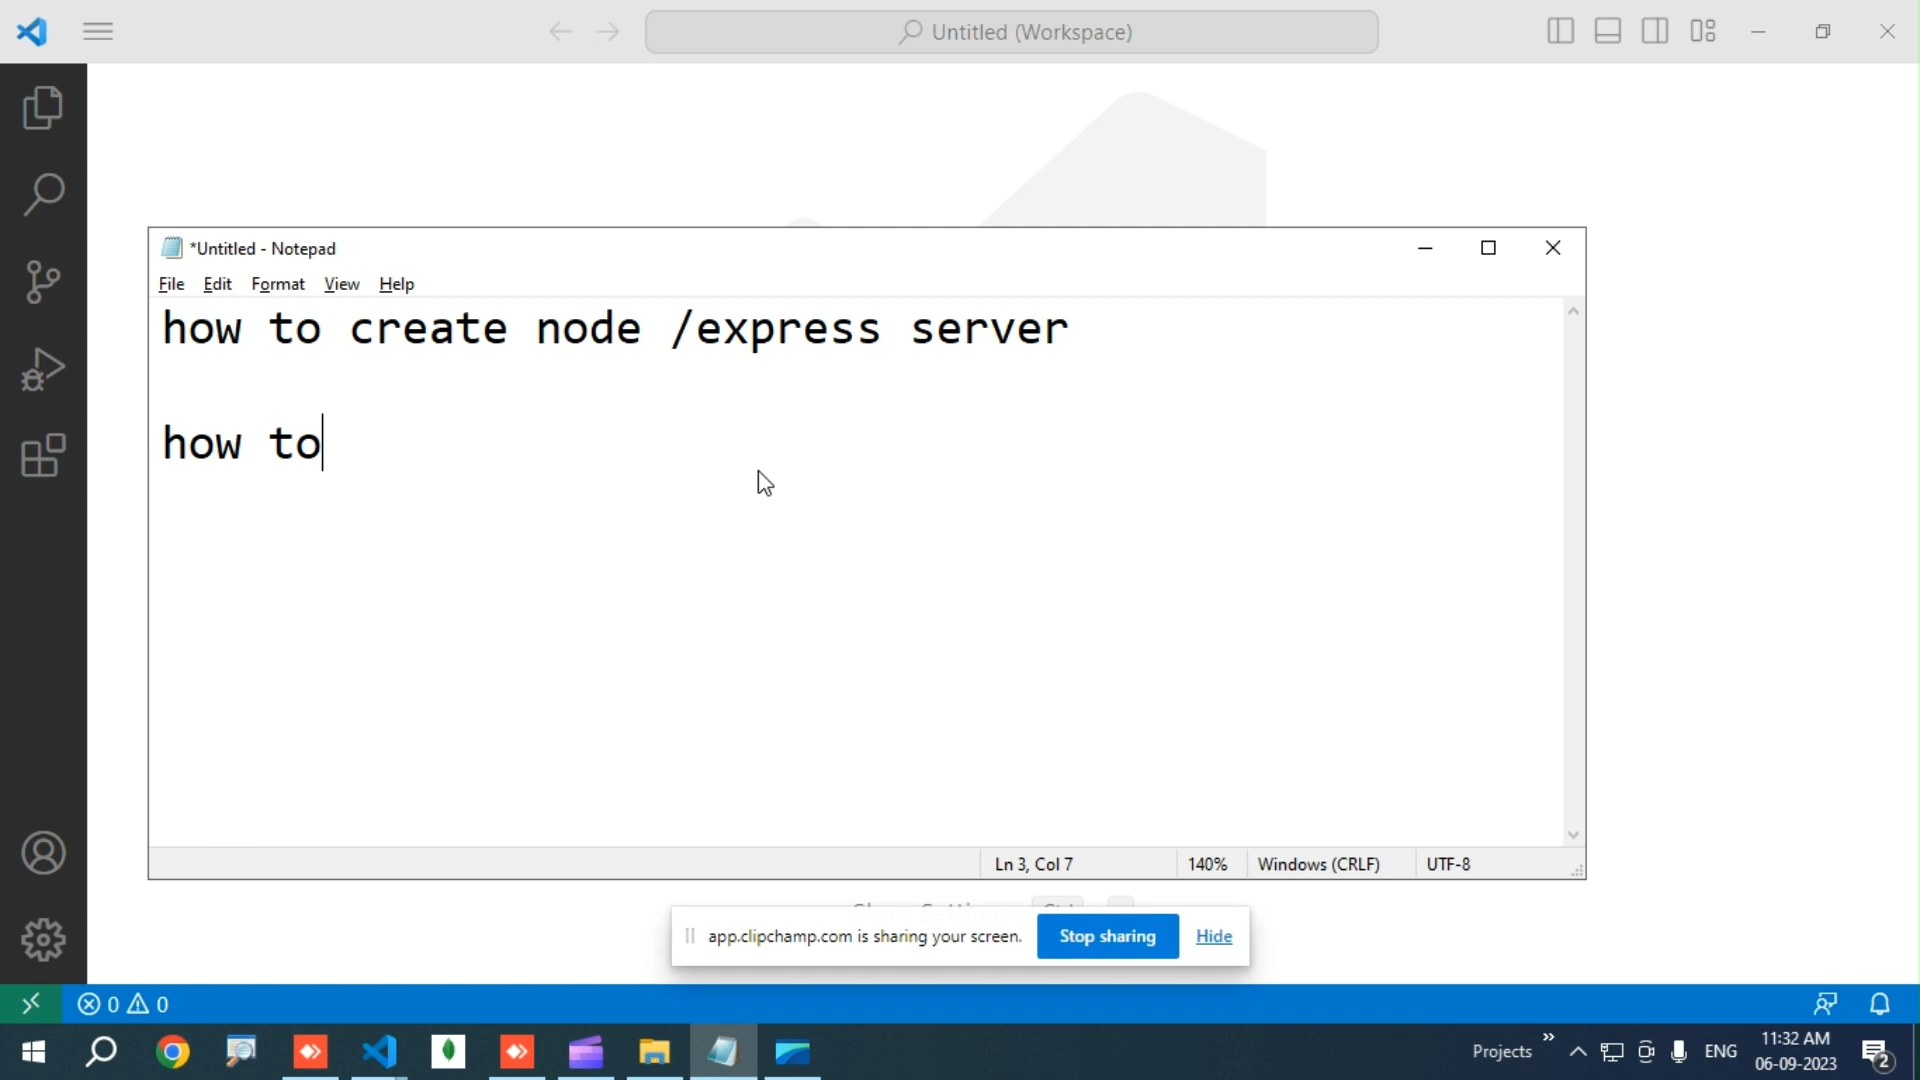 Untitled (Workspace)
*Untitled - Notepad
File Edit Format View Help
how to create node /express server
how to
Ln 3, Col 7 140% Windows (CRLF) UTF-8
app.clipchamp.com is sharing your screen. Stop sharing Hide
0 0
Projects ENG 11:32 AM
06-09-2023 2